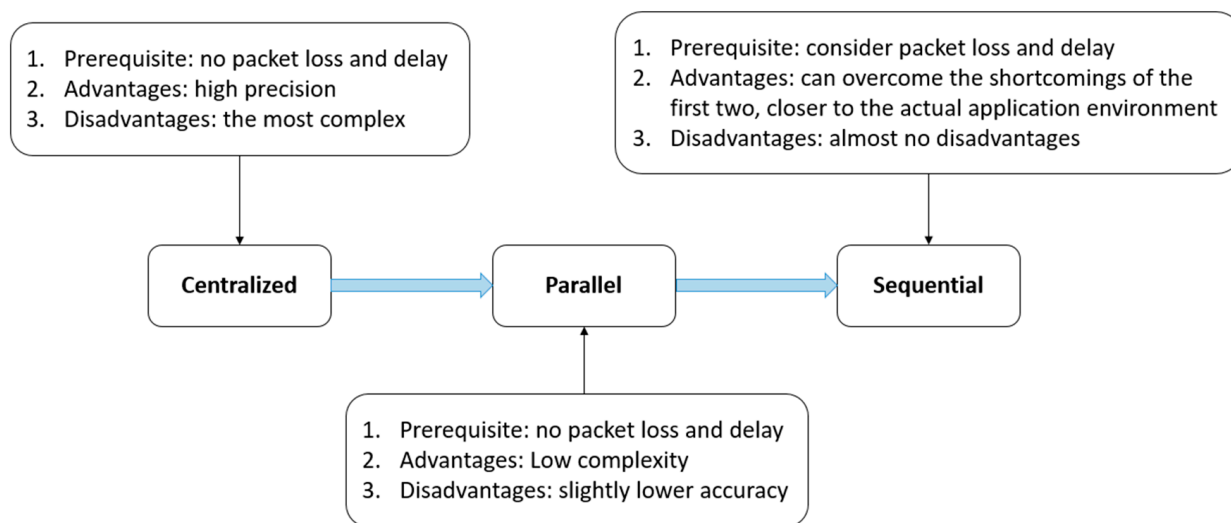 1. Prerequisite: no packet loss and delay
2. Advantages: high precision
3. Disadvantages: the most complex
1. Prerequisite: consider packet loss and delay
2. Advantages: can overcome the shortcomings of the
first two, closer to the actual application environment
3. Disadvantages: almost no disadvantages
Centralized
Parallel
Sequential
1. Prerequisite: no packet loss and delay
2. Advantages: Low complexity
3. Disadvantages: slightly lower accuracy